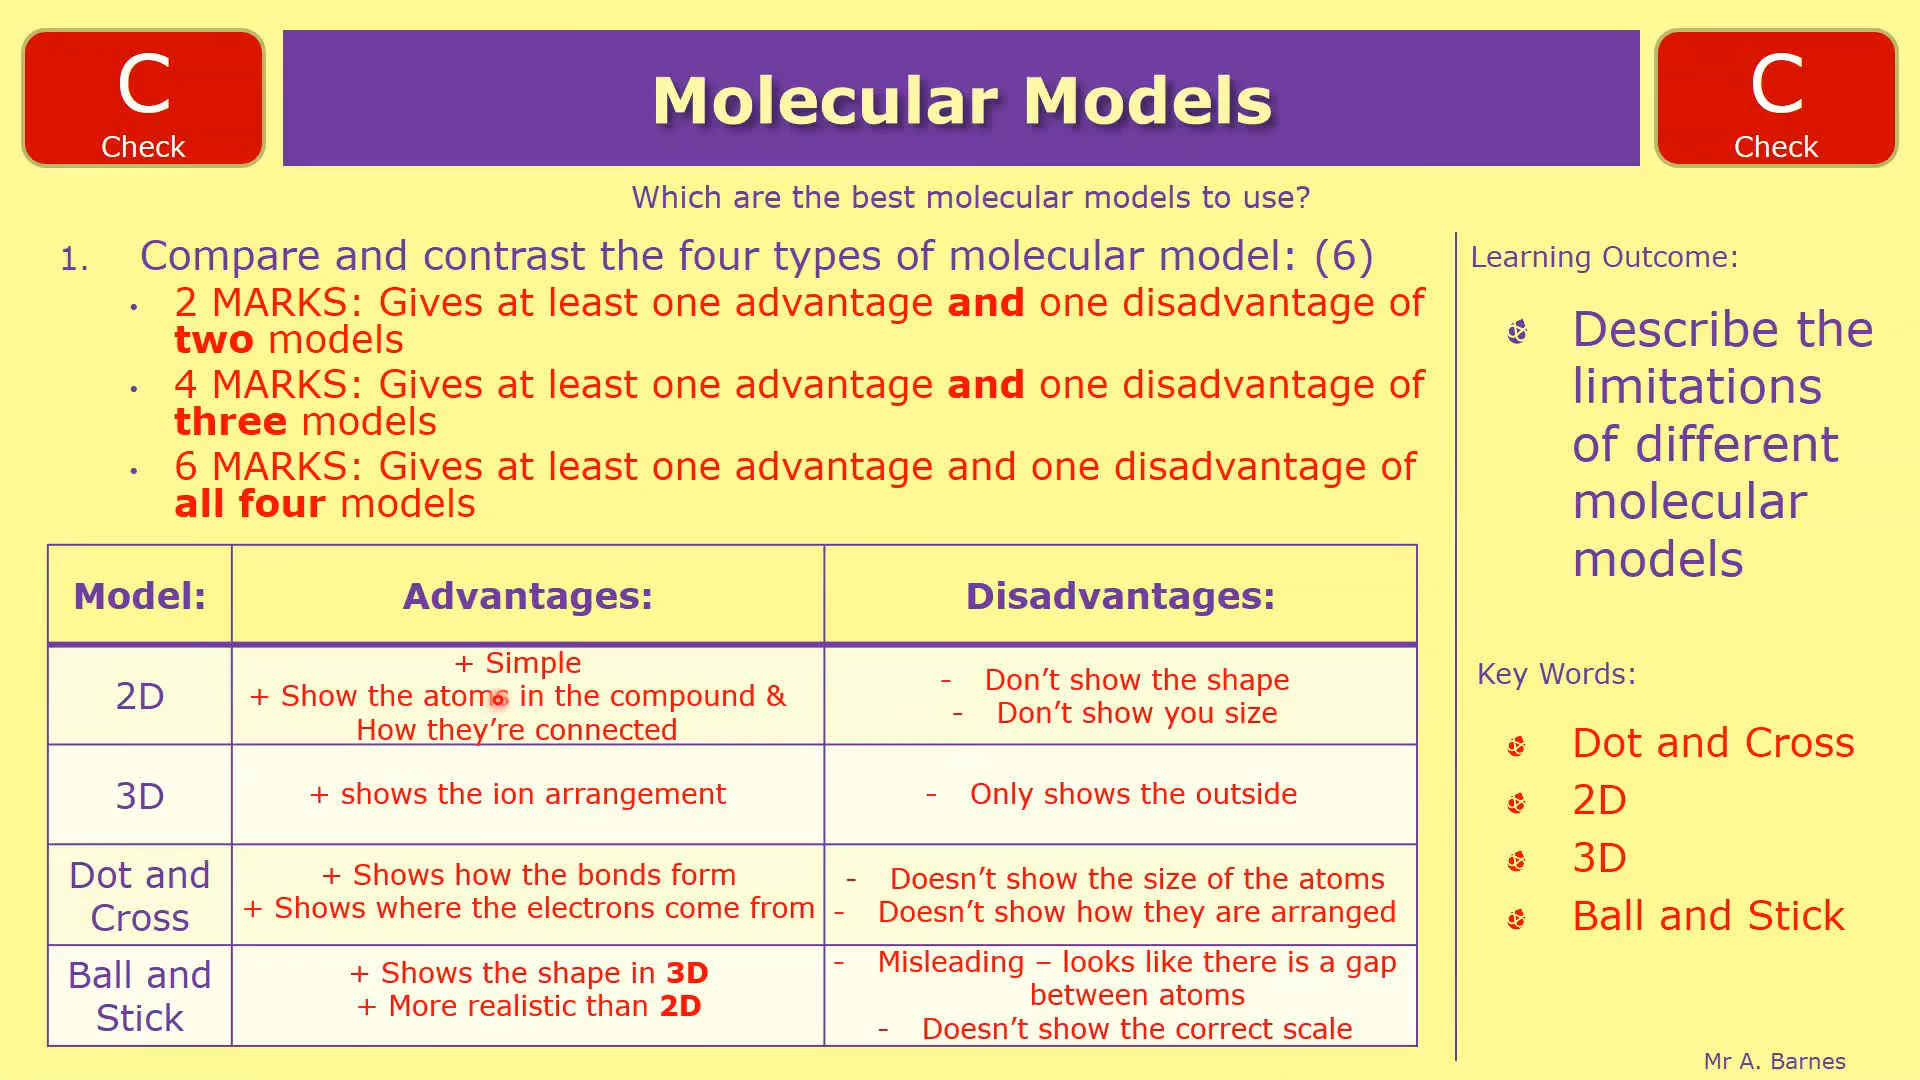 C
Check
Molecular Models
C
Check
Which are the best molecular models to use?
1. Compare and contrast the four types of molecular model: (6)
• 2 MARKS: Gives at least one advantage and one disadvantage of
two models
• 4 MARKS: Gives at least one advantage and one disadvantage of
three models
• 6 MARKS: Gives at least one advantage and one disadvantage of
all four models
Model:
Advantages:
Disadvantages:
2D
+ Simple
+ Show the atoms in the compound &
How they’re connected
- Don’t show the shape
- Don’t show you size
3D
+ shows the ion arrangement
- Only shows the outside
Dot and
Cross
+ Shows how the bonds form
+ Shows where the electrons come from
- Doesn’t show the size of the atoms
- Doesn’t show how they are arranged
Ball and
Stick
+ Shows the shape in 3D
+ More realistic than 2D
- Misleading – looks like there is a gap
between atoms
- Doesn’t show the correct scale
Learning Outcome:
Describe the
limitations
of different
molecular
models
Key Words:
Dot and Cross
2D
3D
Ball and Stick
Mr A. Barnes